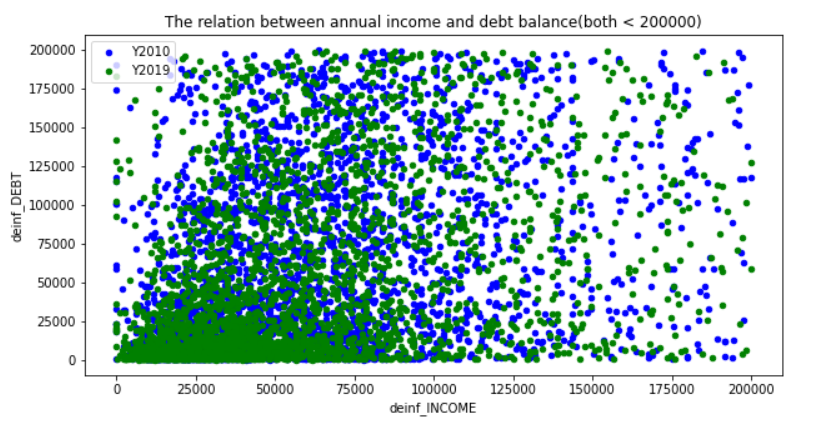 The relation between annual income and debt balance(both < 200000)
Y2010
Y2019
200000
175000
150000
125000
100000
75000
50000
25000
0
deinf_DEBT
0 25000 50000 75000 100000 125000 150000 175000 200000
deinf_INCOME